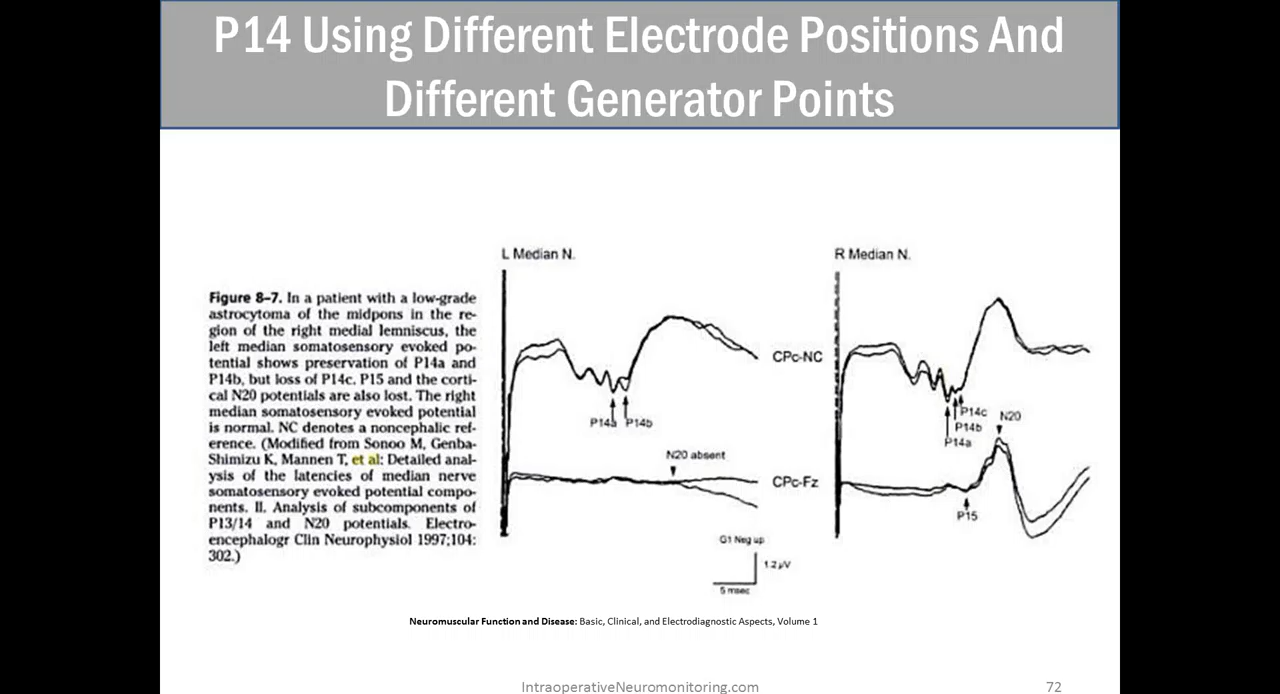 P14 Using Different Electrode Positions And
Different Generator Points
Figure 8–7. In a patient with a low-grade
astrocytoma of the midpons in the re-
gion of the right medial lemniscus, the
left median somatosensory evoked po-
tential shows preservation of P14a and
P14b, but loss of P14c. P15 and the corti-
cal N20 potentials are also lost. The right
median somatosensory evoked potential
is normal. NC denotes a noncephalic ref-
erence. (Modified from Sonoo M, Genba-
Shimizu K, Mannen T, et al: Detailed anal-
ysis of the latencies of median nerve
somatosensory evoked potential compo-
nents. II. Analysis of subcomponents of
P13/14 and N20 potentials. Electro-
encephalogr Clin Neurophysiol 1997;104:
302.)
L Median N.
P14a
P14b
CPc-NC
N20 absent
CPc-Fz
G1 Neg up
1.2 µV
5 msec
R Median N.
P14c
P14b
P14a
N20
P15
Neuromuscular Function and Disease: Basic, Clinical, and Electrodiagnostic Aspects, Volume 1
IntraoperativeNeuromonitoring.com
72